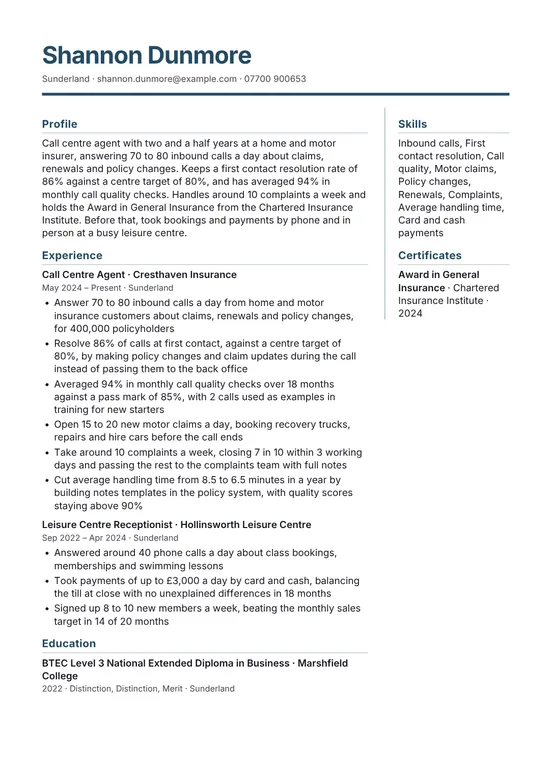 Shannon Dunmore
Sunderland · shannon.dunmore@example.com · 07700 900653
Profile
Call centre agent with two and a half years at a home and motor
insurer, answering 70 to 80 inbound calls a day about claims,
renewals and policy changes. Keeps a first contact resolution rate of
86% against a centre target of 80%, and has averaged 94% in
monthly call quality checks. Handles around 10 complaints a week and
holds the Award in General Insurance from the Chartered Insurance
Institute. Before that, took bookings and payments by phone and in
person at a busy leisure centre.
Experience
Call Centre Agent · Cresthaven Insurance
May 2024 – Present · Sunderland
• Answer 70 to 80 inbound calls a day from home and motor
insurance customers about claims, renewals and policy changes,
for 400,000 policyholders
• Resolve 86% of calls at first contact, against a centre target of
80%, by making policy changes and claim updates during the call
instead of passing them to the back office
• Averaged 94% in monthly call quality checks over 18 months
against a pass mark of 85%, with 2 calls used as examples in
training for new starters
• Open 15 to 20 new motor claims a day, booking recovery trucks,
repairs and hire cars before the call ends
• Take around 10 complaints a week, closing 7 in 10 within 3 working
days and passing the rest to the complaints team with full notes
• Cut average handling time from 8.5 to 6.5 minutes in a year by
building notes templates in the policy system, with quality scores
staying above 90%
Leisure Centre Receptionist · Hollinsworth Leisure Centre
Sep 2022 – Apr 2024 · Sunderland
• Answered around 40 phone calls a day about class bookings,
memberships and swimming lessons
• Took payments of up to £3,000 a day by card and cash, balancing
the till at close with no unexplained differences in 18 months
• Signed up 8 to 10 new members a week, beating the monthly sales
target in 14 of 20 months
Education
BTEC Level 3 National Extended Diploma in Business · Marshfield
College
2022 · Distinction, Distinction, Merit · Sunderland
Skills
Inbound calls, First
contact resolution, Call
quality, Motor claims,
Policy changes,
Renewals, Complaints,
Average handling time,
Card and cash
payments
Certificates
Award in General
Insurance · Chartered
Insurance Institute ·
2024